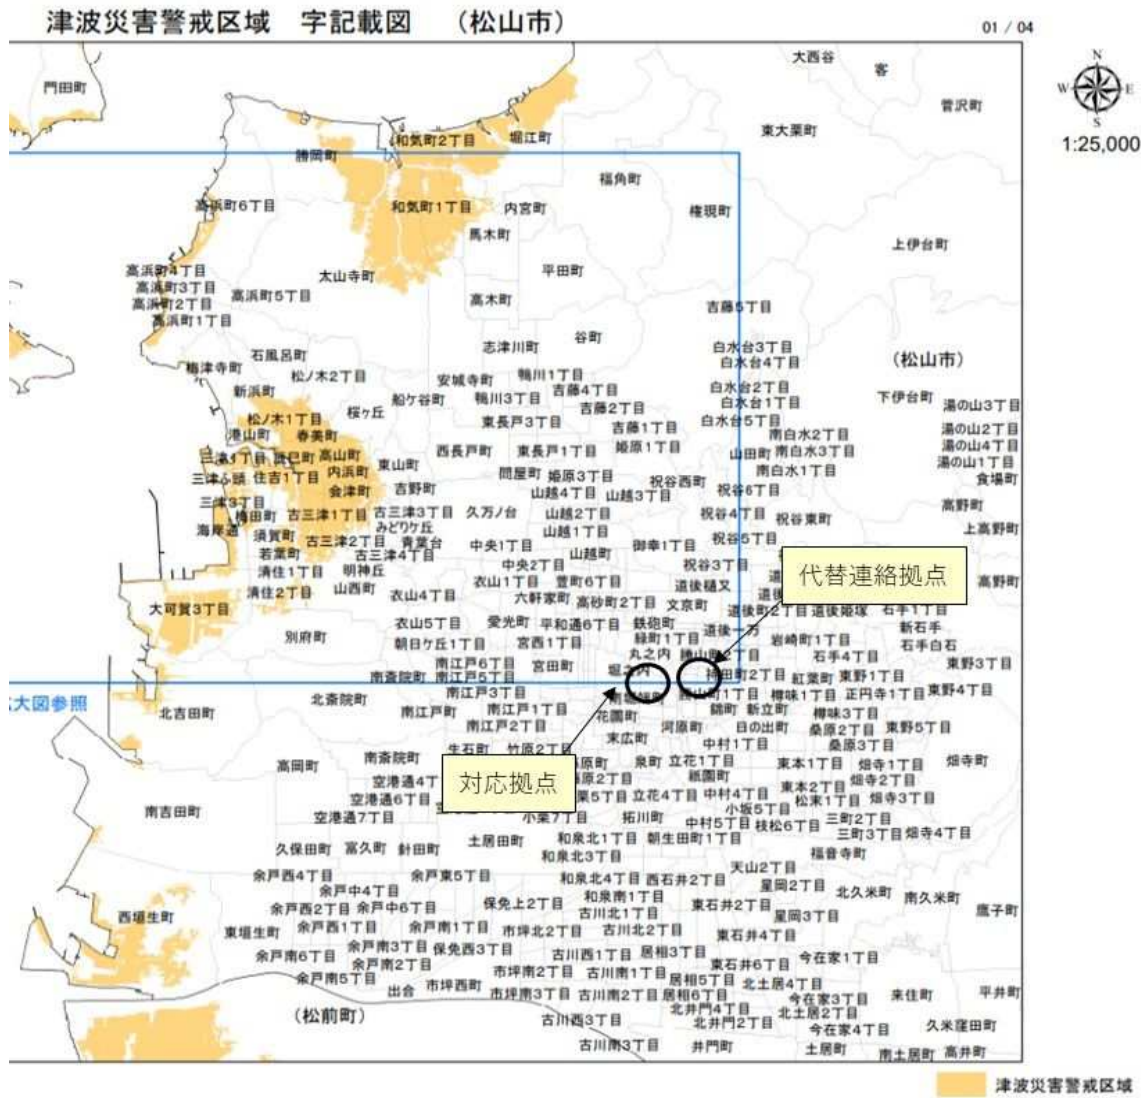 津波災害警戒区域 字記載図 （松山市）
01 / 04
N
W E
S
1:25,000
大西谷
客
門田町
菅沢町
東大栗町
和気町2丁目 堀江町
勝岡町
福角町
高浜町6丁目 和気町1丁目 内宮町 権現町
馬木町
上伊台町
高浜町4丁目 太山寺町 平田町
高浜町3丁目
高浜町2丁目 高浜町5丁目 高木町
高浜町1丁目
吉藤5丁目
谷町
志津川町 白水台3丁目
石風呂町 白水台4丁目 （松山市）
梅津寺町
松ノ木2丁目 安城寺町 鴨川1丁目
新浜町 吉藤4丁目 白水台2丁目
船ケ谷町 鴨川3丁目 白水台1丁目 下伊台町
桜ヶ丘 吉藤2丁目 湯の山3丁目
松ノ木1丁目 東長戸3丁目 吉藤1丁目 白水台5丁目
港山町 春美町 南白水2丁目 湯の山2丁目
西長戸町 東長戸1丁目 姫原1丁目 山田町 南白水3丁目 湯の山4丁目
三津1丁目 高山町 東山町 南白水1丁目 湯の山1丁目
三津ふ頭 住吉1丁目 内浜町 問屋町 姫原3丁目 祝谷西町 食場町
会津町 吉野町 山越4丁目 山越3丁目 祝谷6丁目
三津3丁目 高野町
古三津1丁目 古三津3丁目 久万ノ台 山越2丁目 祝谷4丁目 祝谷東町
海岸通 みどりケ丘 山越1丁目 上高野町
須賀町 古三津2丁目 青葉台 中央1丁目 御幸1丁目 祝谷5丁目
若葉町 古三津4丁目 山越町
清住1丁目 明神丘 中央2丁目 祝谷3丁目
清住2丁目 山西町 衣山1丁目 萱町6丁目 道後樋又 高野町
大可賀3丁目 衣山4丁目 六軒家町 高砂町2丁目 文京町
道後町2丁目 道後姫塚 石手1丁目
代替連絡拠点
別府町 衣山5丁目 愛光町 平和通6丁目 鉄砲町 道後一万 新石手
朝日ケ丘1丁目 宮西1丁目 緑町1丁目 岩崎町1丁目 石手白石
南江戸6丁目 宮田町 丸之内 勝山町2丁目 石手4丁目 東野3丁目
南斎院町 南江戸5丁目 堀之内 持田町2丁目 紅葉町 東野1丁目
大図参照 北斎院町 南江戸3丁目 樽味1丁目 正円寺1丁目 東野4丁目
北吉田町 南江戸町 南江戸1丁目 花園町 錦町 新立町 樽味3丁目
南江戸2丁目 河原町 日の出町 桑原2丁目 東野5丁目
末広町 中村1丁目 桑原3丁目
生石町 竹原2丁目
高岡町 南斎院町 泉町 立花1丁目 東本1丁目 畑寺1丁目 畑寺町
対応拠点
祇園町 畑寺2丁目
南吉田町 空港通6丁目 立花4丁目 中村4丁目 東本2丁目 畑寺3丁目
松末1丁目
空港通7丁目 小栗7丁目 拓川町 小坂5丁目 三町2丁目
中村5丁目 枝松6丁目 三町3丁目 畑寺4丁目
久保田町 富久町 針田町 土居田町 和泉北1丁目 朝生田町1丁目
和泉北3丁目 福音寺町
余戸西4丁目 余戸東5丁目 天山2丁目
余戸中4丁目 和泉北4丁目 西石井2丁目 星岡2丁目 北久米町
余戸西2丁目 余戸中6丁目 保免上2丁目 和泉南1丁目 東石井2丁目 南久米町
西垣生町 古川北1丁目 星岡3丁目 鷹子町
東垣生町 余戸西1丁目 余戸南1丁目 市坪北2丁目 古川北2丁目 東石井4丁目
余戸南3丁目 保免西3丁目
余戸南6丁目 余戸南2丁目 古川西1丁目 居相3丁目 今在家1丁目
余戸南5丁目 市坪南2丁目 古川南1丁目 居相5丁目 東石井6丁目
出合 市坪西町 北土居4丁目
市坪南3丁目 古川南2丁目 居相6丁目 今在家3丁目 来住町 平井町
（松前町） 北井門4丁目 北土居2丁目
古川西3丁目 北井門2丁目 今在家4丁目 久米窪田町
古川南3丁目 井門町 土居町 南土居町 高井町
津波災害警戒区域